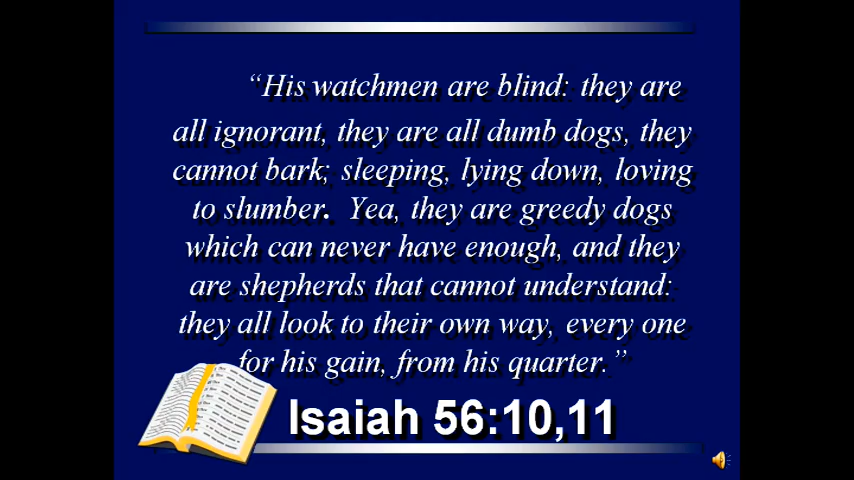 “His watchmen are blind: they are
all ignorant, they are all dumb dogs, they
cannot bark; sleeping, lying down, loving
to slumber. Yea, they are greedy dogs
which can never have enough, and they
are shepherds that cannot understand:
they all look to their own way, every one
for his gain, from his quarter.”
Isaiah 56:10,11